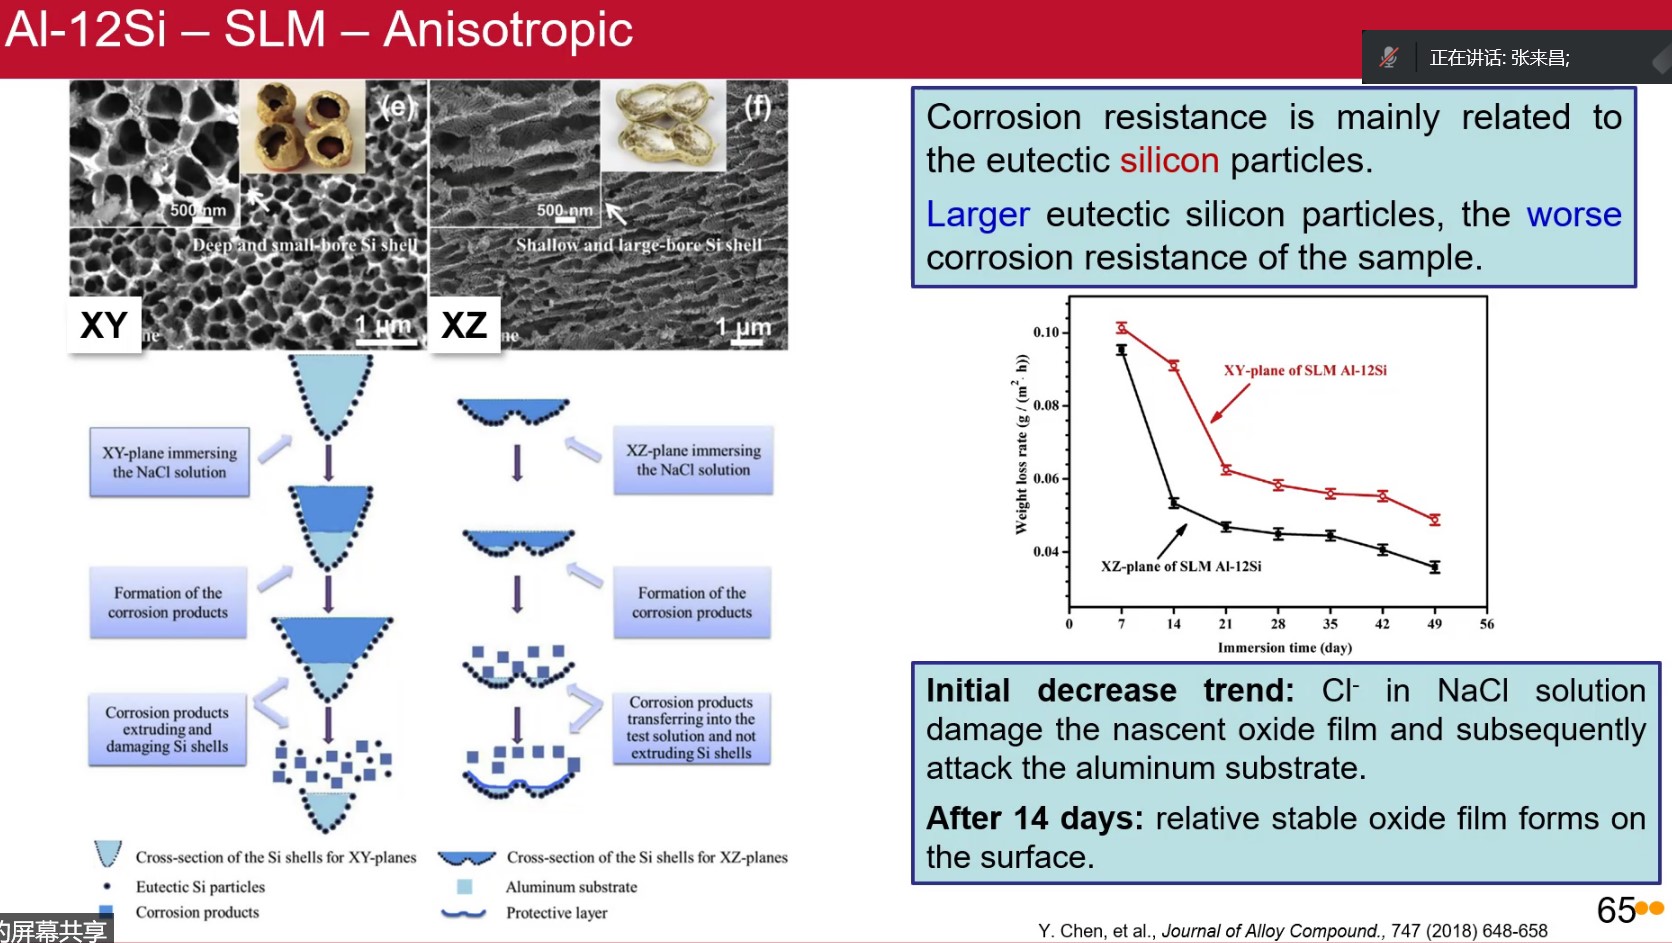 Al-12Si – SLM – Anisotropic
正在讲话: 张来昌;
(e)
500 nm
Deep and small-bore Si shell
XY
ne
1 μm
(f)
500 nm
Shallow and large-bore Si shell
XZ
ne
1 μm
Corrosion resistance is mainly related to
the eutectic silicon particles.
Larger eutectic silicon particles, the worse
corrosion resistance of the sample.
XY-plane immersing
the NaCl solution
XZ-plane immersing
the NaCl solution
Formation of the
corrosion products
Formation of the
corrosion products
Corrosion products
extruding and
damaging Si shells
Corrosion products
transferring into the
test solution and not
extruding Si shells
Cross-section of the Si shells for XY-planes
Cross-section of the Si shells for XZ-planes
Eutectic Si particles
Aluminum substrate
Corrosion products
Protective layer
Weight loss rate (g / (m² · h))
0.10
0.08
0.06
0.04
XY-plane of SLM Al-12Si
XZ-plane of SLM Al-12Si
0 7 14 21 28 35 42 49 56
Immersion time (day)
Initial decrease trend: Cl- in NaCl solution
damage the nascent oxide film and subsequently
attack the aluminum substrate.
After 14 days: relative stable oxide film forms on
the surface.
65
Y. Chen, et al., Journal of Alloy Compound., 747 (2018) 648-658
的屏幕共享